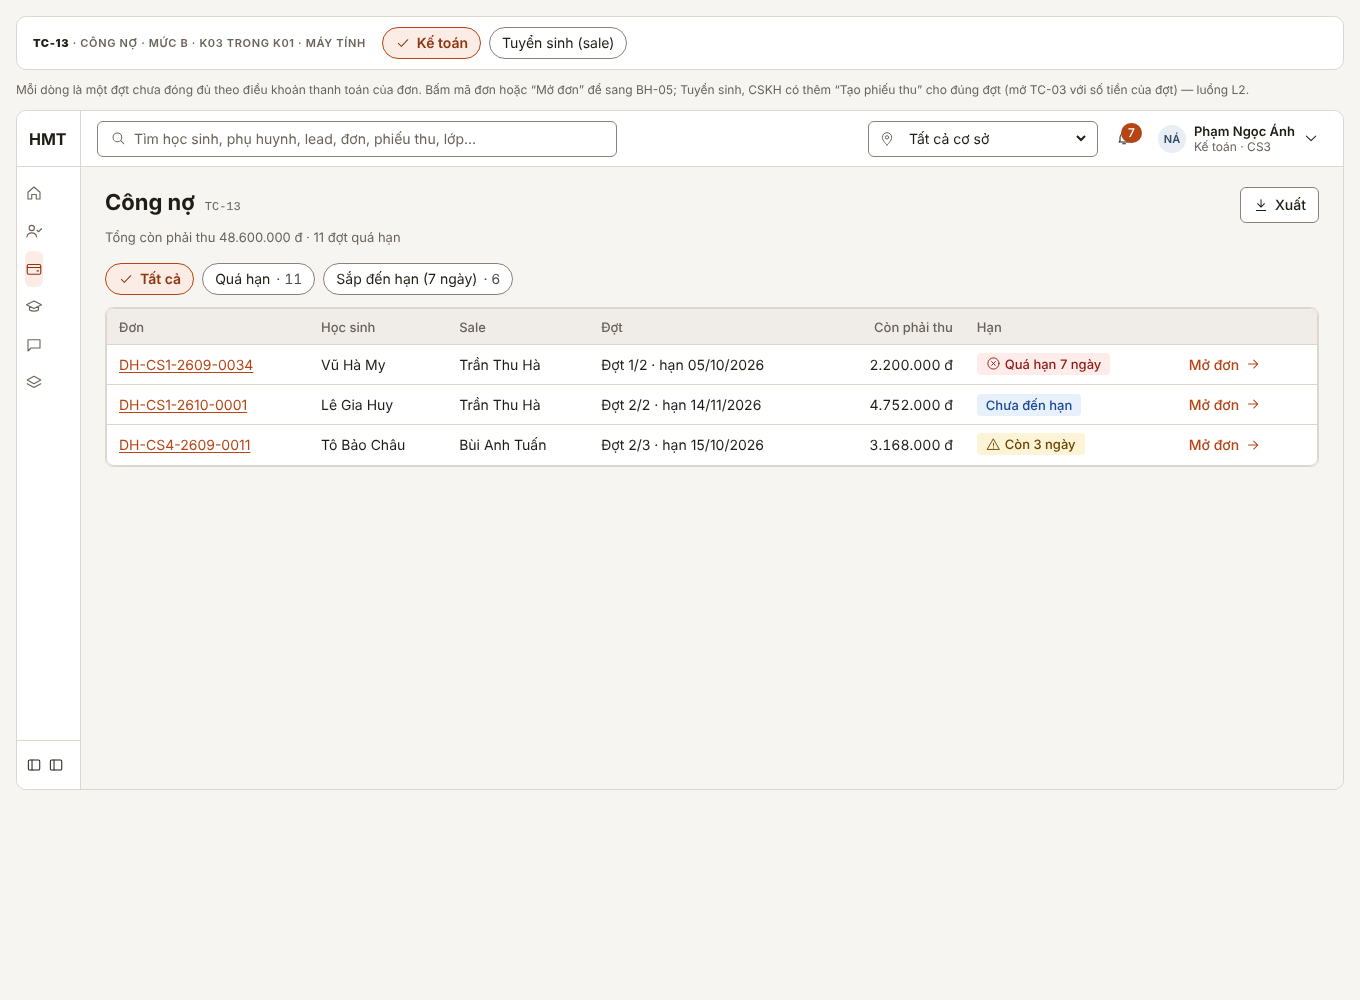 TC-13 · CÔNG NỢ · MỨC B · K03 TRONG K01 · MÁY TÍNH
Kế toán
Tuyển sinh (sale)
Mỗi dòng là một đợt chưa đóng đủ theo điều khoản thanh toán của đơn. Bấm mã đơn hoặc “Mở đơn” để sang BH-05; Tuyển sinh, CSKH có thêm “Tạo phiếu thu” cho đúng đợt (mở TC-03 với số tiền của đợt) — luồng L2.
HMT
Tìm học sinh, phụ huynh, lead, đơn, phiếu thu, lớp...
Tất cả cơ sở
7
NÁ
Phạm Ngọc Ánh
Kế toán · CS3
Công nợ TC-13
Xuất
Tổng còn phải thu 48.600.000 đ · 11 đợt quá hạn
Tất cả
Quá hạn · 11
Sắp đến hạn (7 ngày) · 6
Đơn Học sinh Sale Đợt Còn phải thu Hạn
DH-CS1-2609-0034 Vũ Hà My Trần Thu Hà Đợt 1/2 · hạn 05/10/2026 2.200.000 đ Quá hạn 7 ngày Mở đơn →
DH-CS1-2610-0001 Lê Gia Huy Trần Thu Hà Đợt 2/2 · hạn 14/11/2026 4.752.000 đ Chưa đến hạn Mở đơn →
DH-CS4-2609-0011 Tô Bảo Châu Bùi Anh Tuấn Đợt 2/3 · hạn 15/10/2026 3.168.000 đ Còn 3 ngày Mở đơn →